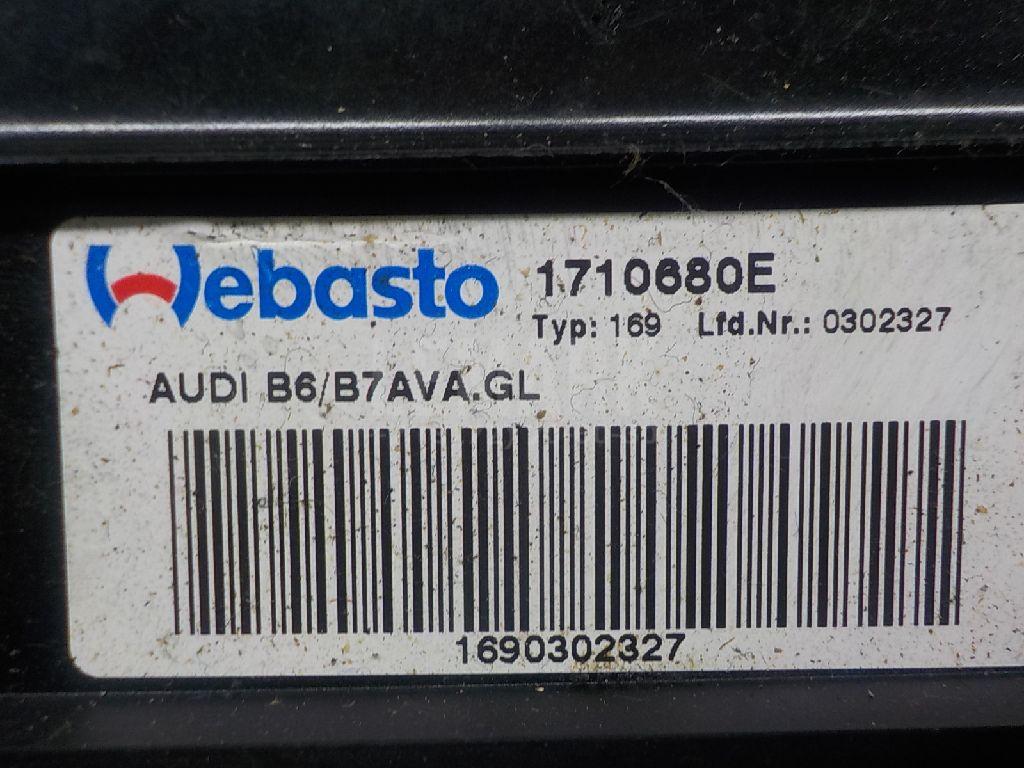 Webasto 1710680E
Typ: 169 Lfd.Nr.: 0302327
AUDI B6/B7AVA.GL
1690302327